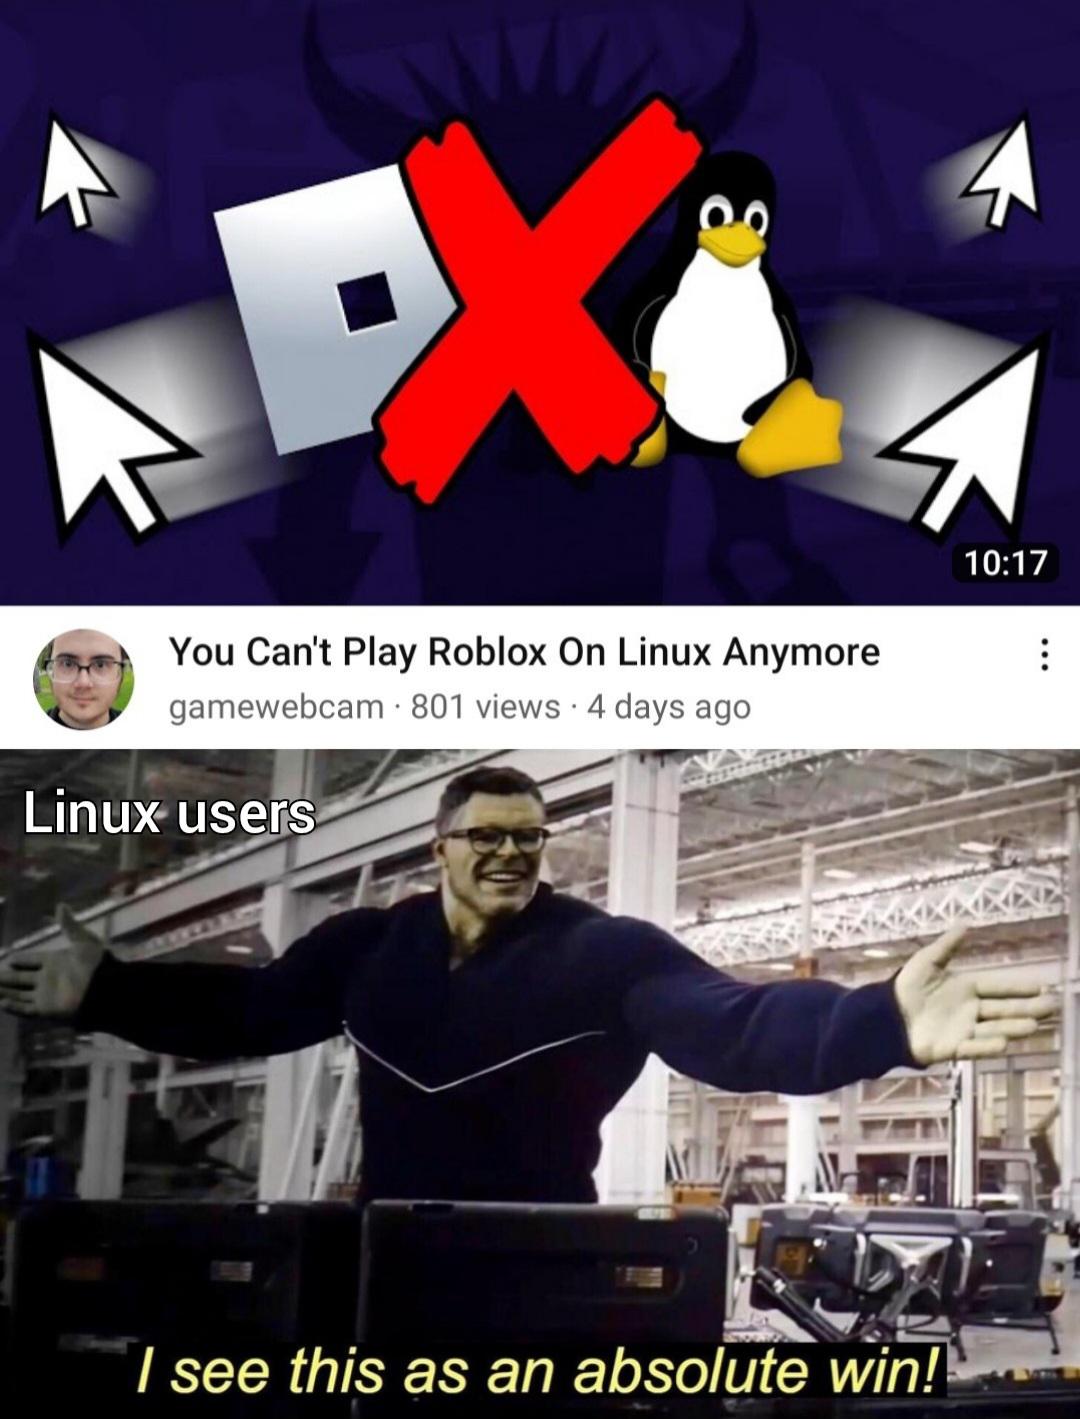 10:17
You Can't Play Roblox On Linux Anymore
gamewebcam · 801 views · 4 days ago
Linux users
I see this as an absolute win!